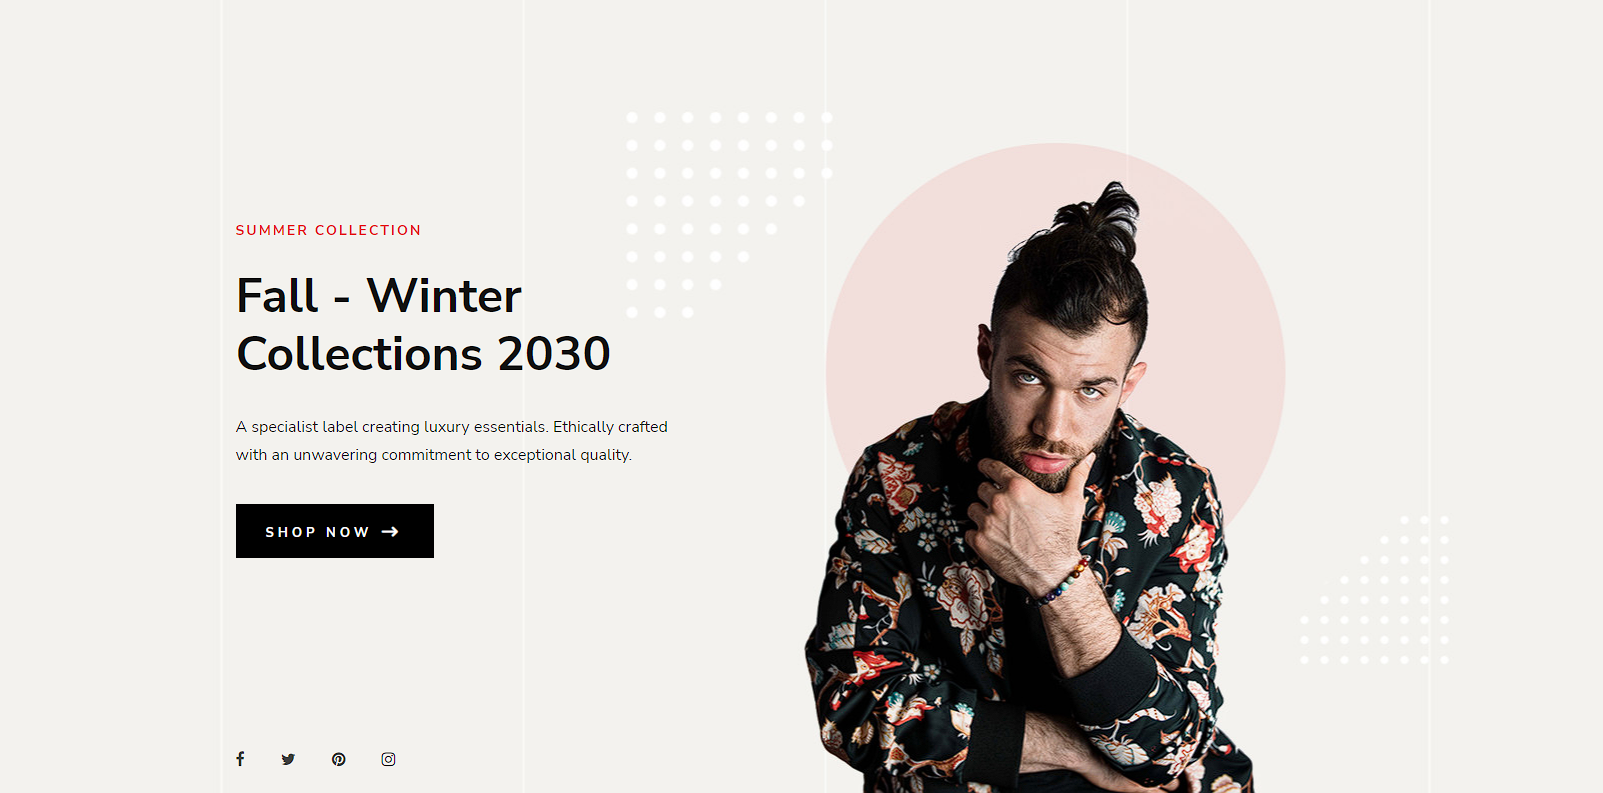 SUMMER COLLECTION
Fall - Winter
Collections 2030
A specialist label creating luxury essentials. Ethically crafted
with an unwavering commitment to exceptional quality.
SHOP NOW